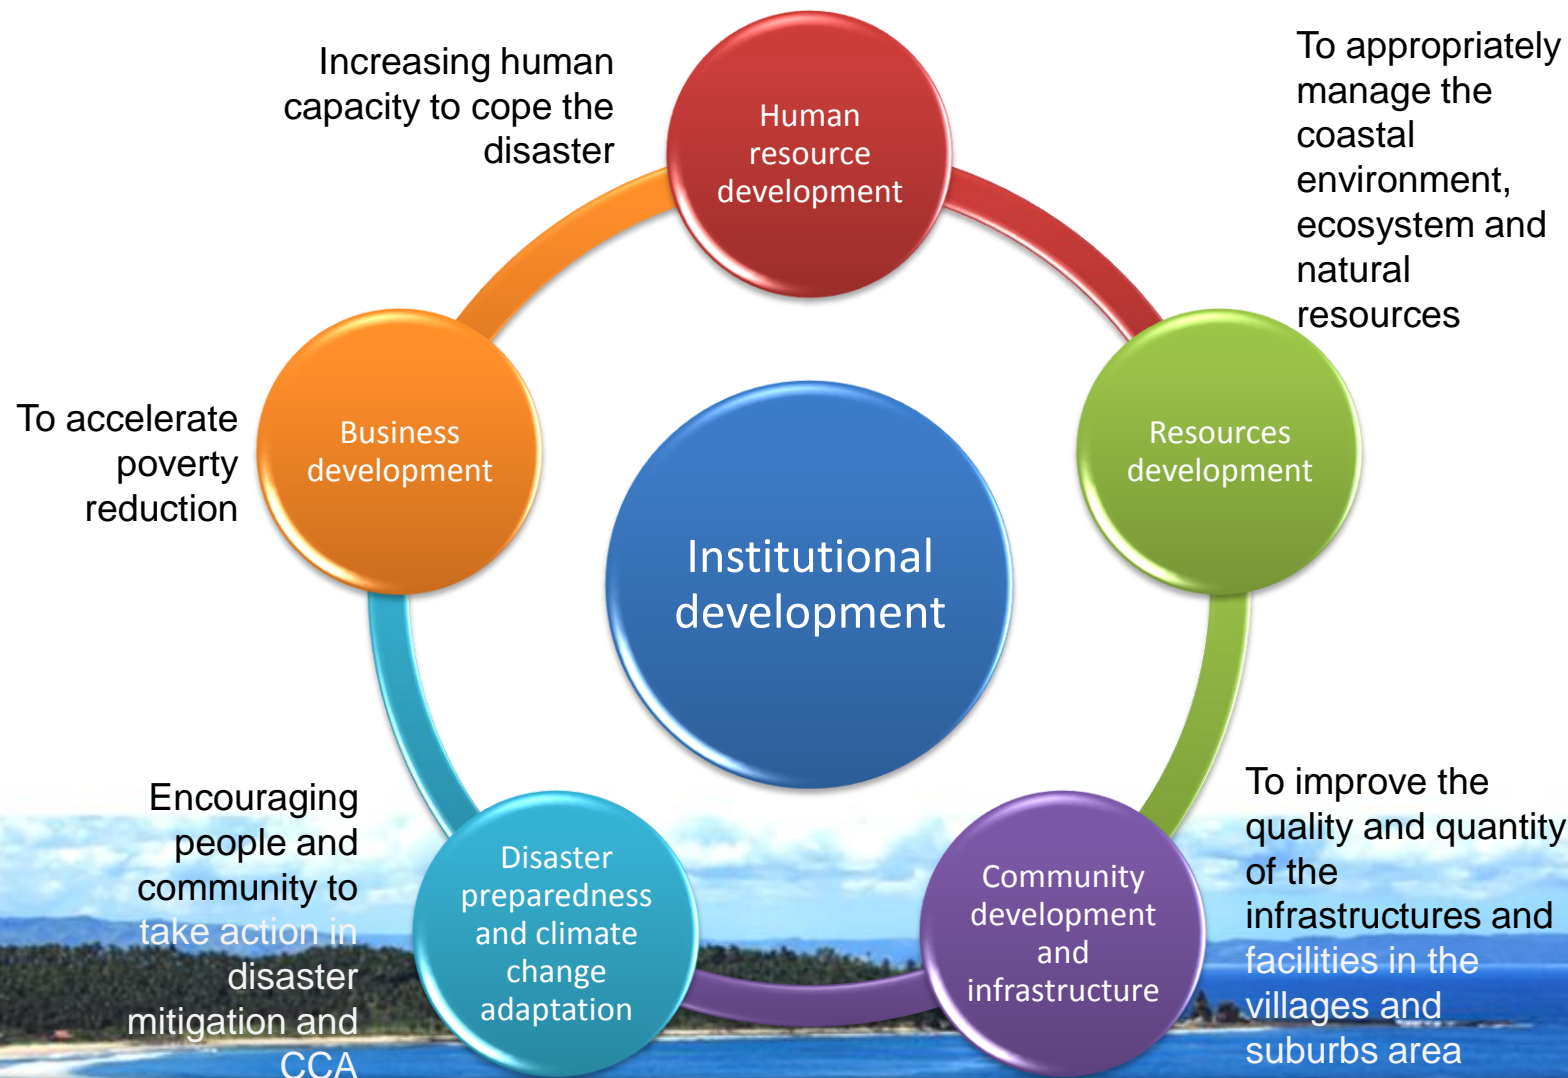 Increasing human
capacity to cope the
disaster
Human
resource
development
To appropriately
manage the
coastal
environment,
ecosystem and
natural
resources
To accelerate
poverty
reduction
Business
development
Resources
development
Institutional
development
Encouraging
people and
community to
take action in
disaster
mitigation and
CCA
Disaster
preparedness
and climate
change
adaptation
Community
development
and
infrastructure
To improve the
quality and quantity
of the
infrastructures and
facilities in the
villages and
suburbs area